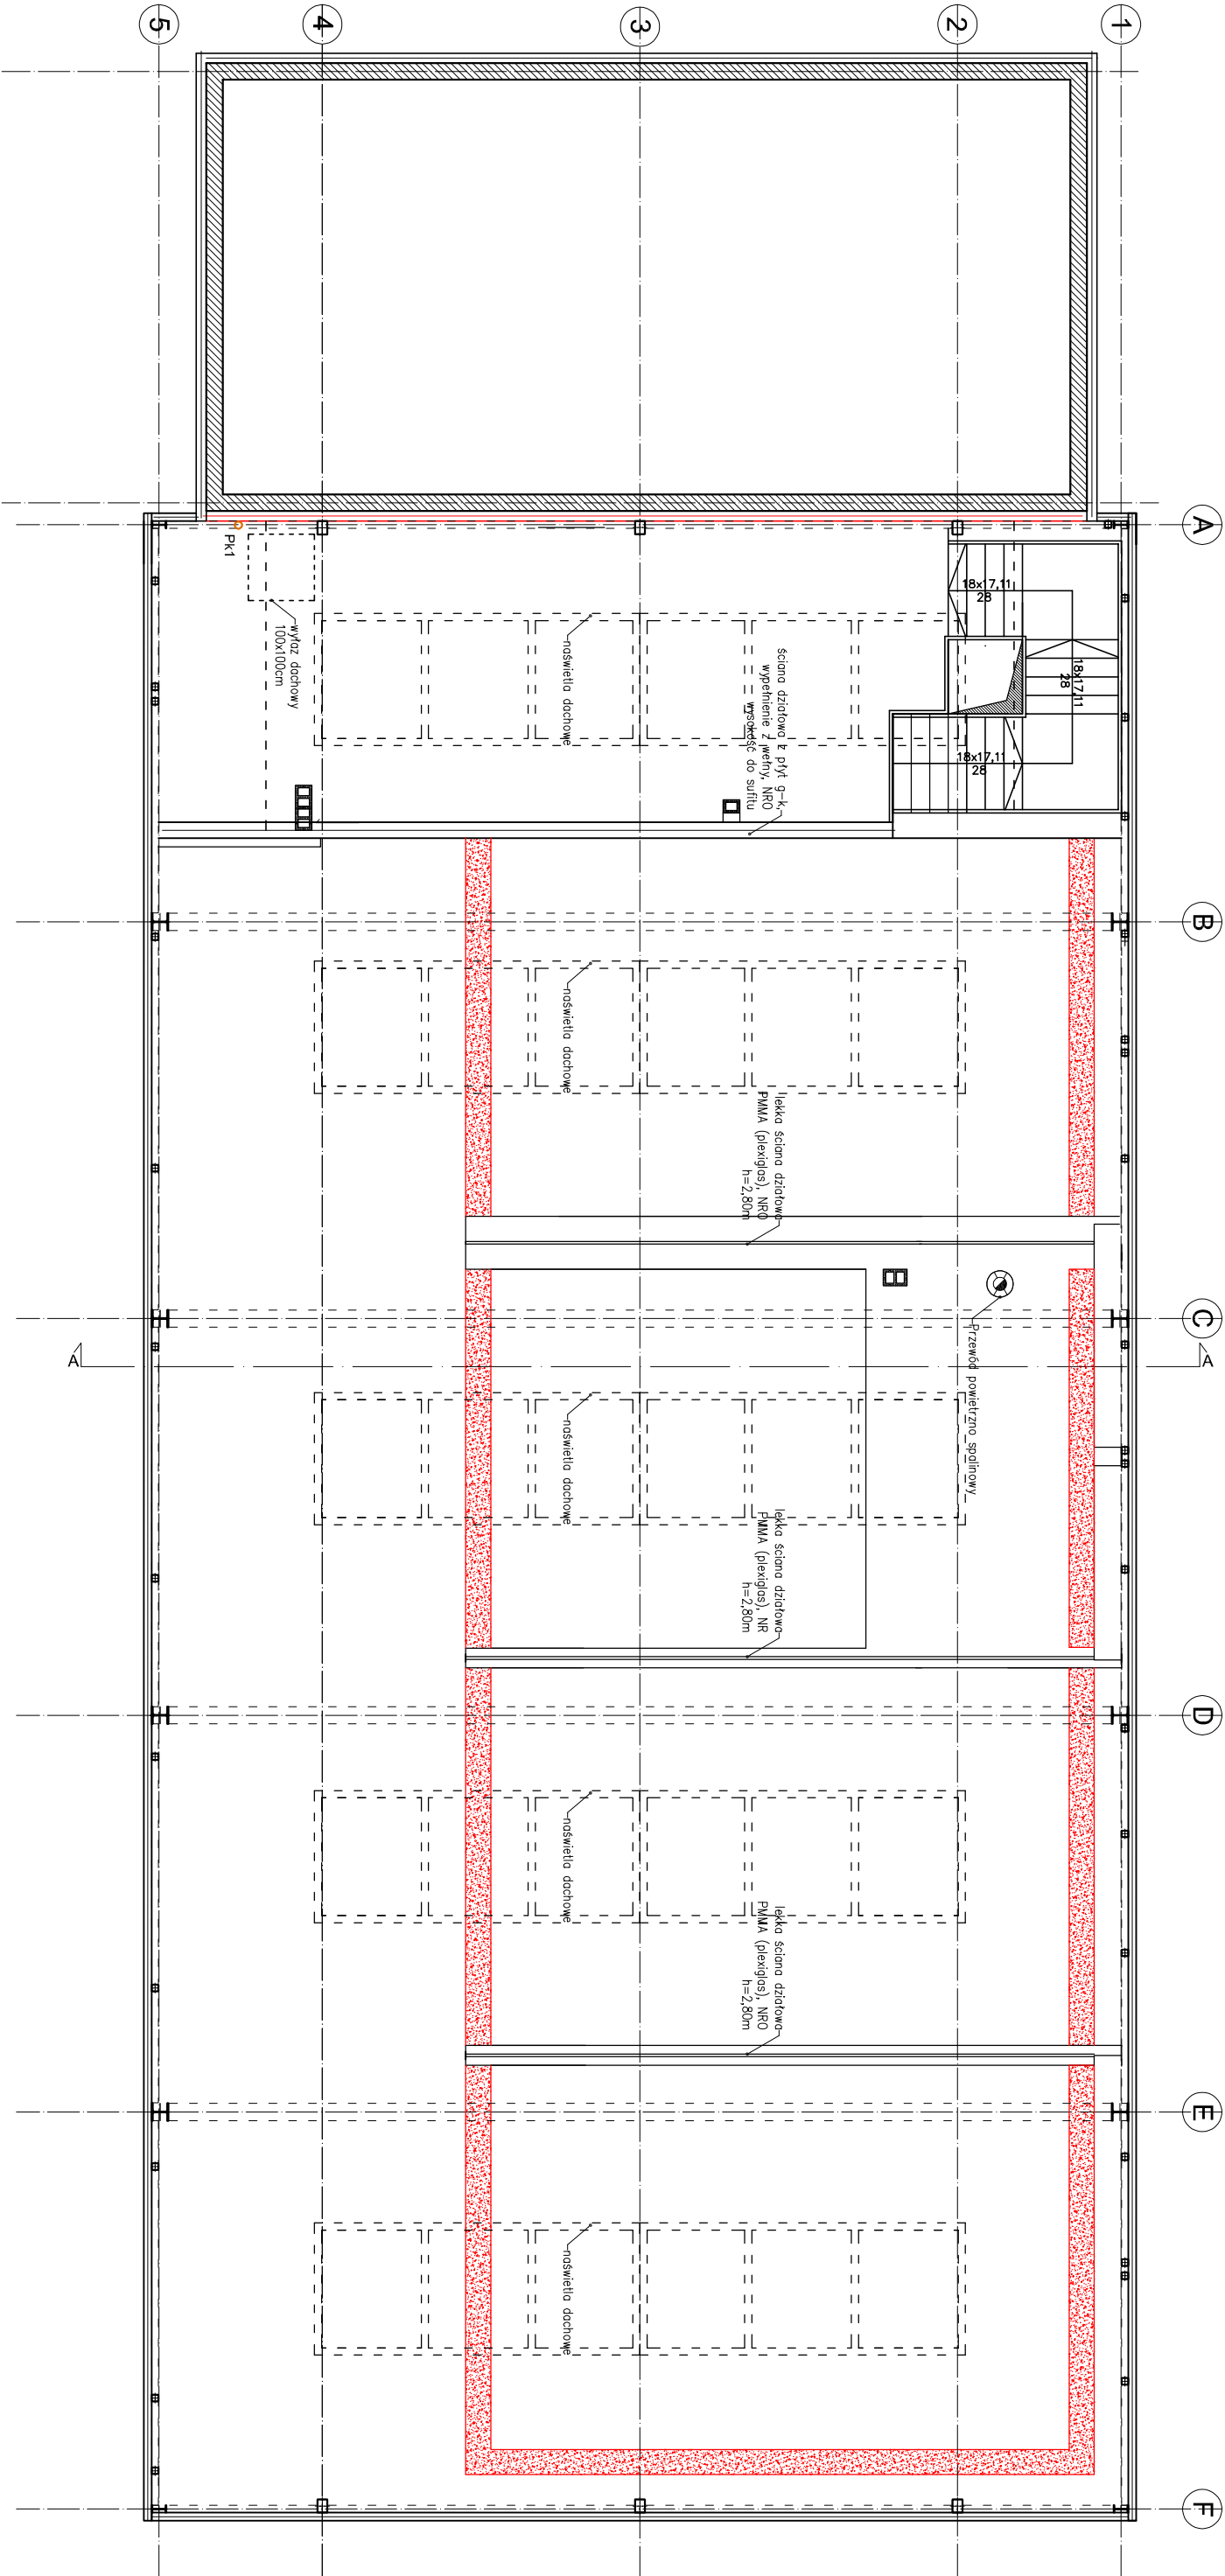 5
4
3
2
1
A
B
C
D
E
F
Pk1
wyłaz dachowy
100x100cm
naświetla dachowe
ściana działowa z płyt g-k,
wypełnienie z wełny, NRO
wysokość do sufitu
18x17,11
28
18x17,11
28
18x17,11
28
naświetla dachowe
lekka ściana działowa
PMMA (plexiglas), NRO
h=2,80m
Przewód powietrzno spalinowy
A
A
naświetla dachowe
lekka ściana działowa
PMMA (plexiglas), NR
h=2,80m
naświetla dachowe
lekka ściana działowa
PMMA (plexiglas), NRO
h=2,80m
naświetla dachowe